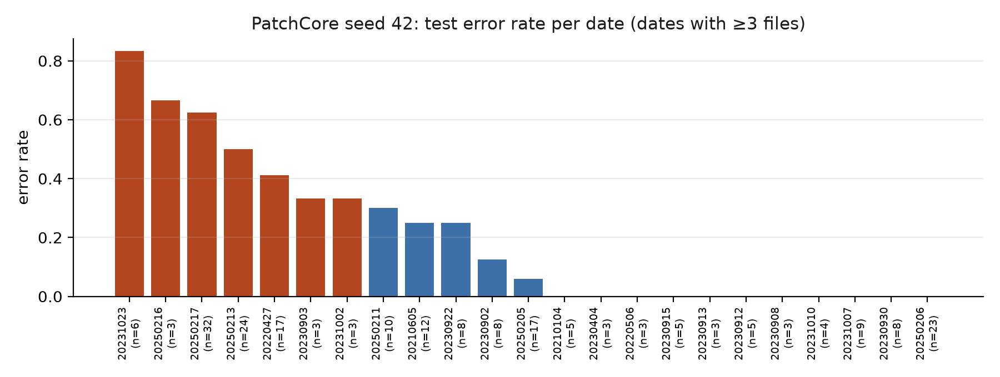 PatchCore seed 42: test error rate per date (dates with ≥3 files)
error rate
0.8
0.6
0.4
0.2
0.0
20231023
(n=6)
20250216
(n=3)
20250217
(n=32)
20250213
(n=24)
20220427
(n=17)
20230903
(n=3)
20231002
(n=3)
20250211
(n=10)
20210605
(n=12)
20230922
(n=8)
20230902
(n=8)
20250205
(n=17)
20210104
(n=5)
20230404
(n=3)
20220506
(n=3)
20230915
(n=5)
20230913
(n=3)
20230912
(n=5)
20230908
(n=3)
20231010
(n=4)
20231007
(n=9)
20230930
(n=8)
20250206
(n=23)